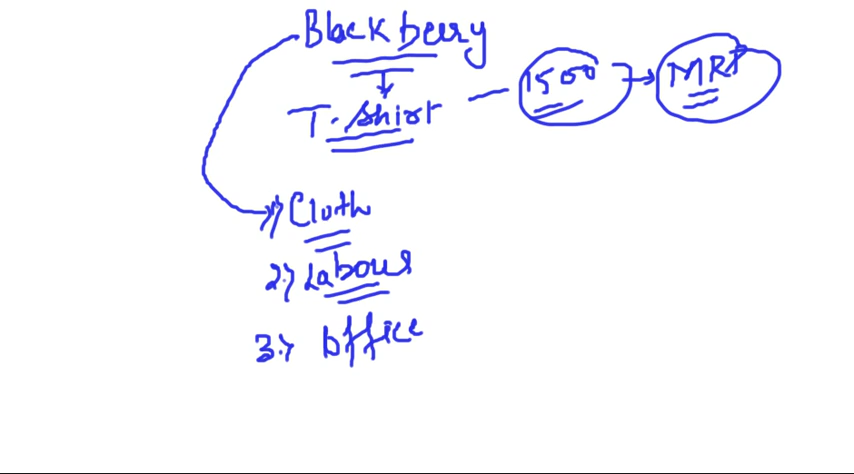 Blackberry
T-Shirt - 1500 → MRP
1) Cloth
2) Labour
3) Office